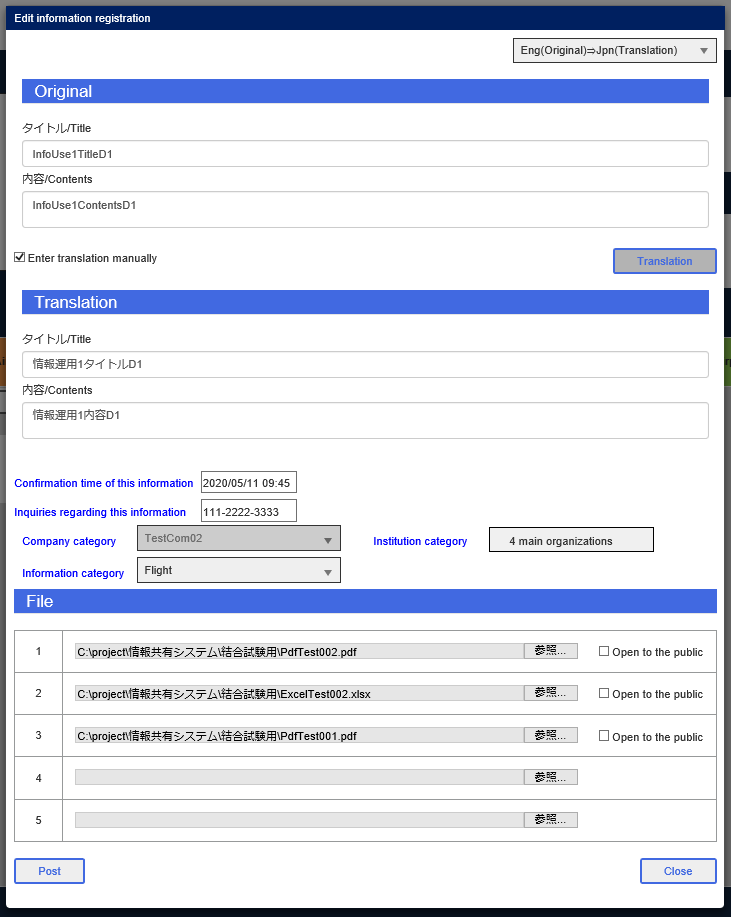 Edit information registration
Eng(Original)⇒Jpn(Translation)
Original
タイトル/Title
InfoUse1TitleD1
内容/Contents
InfoUse1ContentsD1
Enter translation manually
Translation
Translation
タイトル/Title
情報運用1タイトルD1
内容/Contents
情報運用1内容D1
Confirmation time of this information 2020/05/11 09:45
Inquiries regarding this information 111-2222-3333
Company category TestCom02 Institution category 4 main organizations
Information category Flight
File
1 C:\project\情報共有システム\結合試験用\PdfTest002.pdf 参照... Open to the public
2 C:\project\情報共有システム\結合試験用\ExcelTest002.xlsx 参照... Open to the public
3 C:\project\情報共有システム\結合試験用\PdfTest001.pdf 参照... Open to the public
4 参照...
5 参照...
Post Close